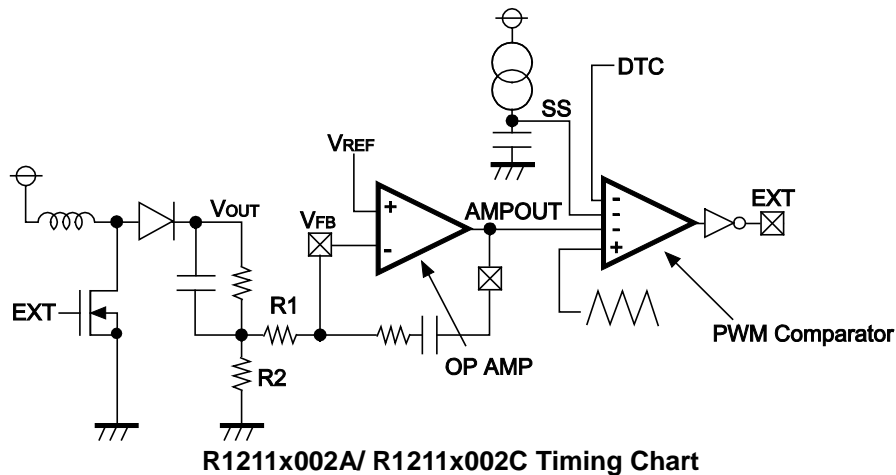 DTC
SS
VREF
EXT
VOUT
VFB
AMPOUT
+
-
-
-
-
+
EXT
R1
R2
OP AMP
PWM Comparator
R1211x002A/ R1211x002C Timing Chart